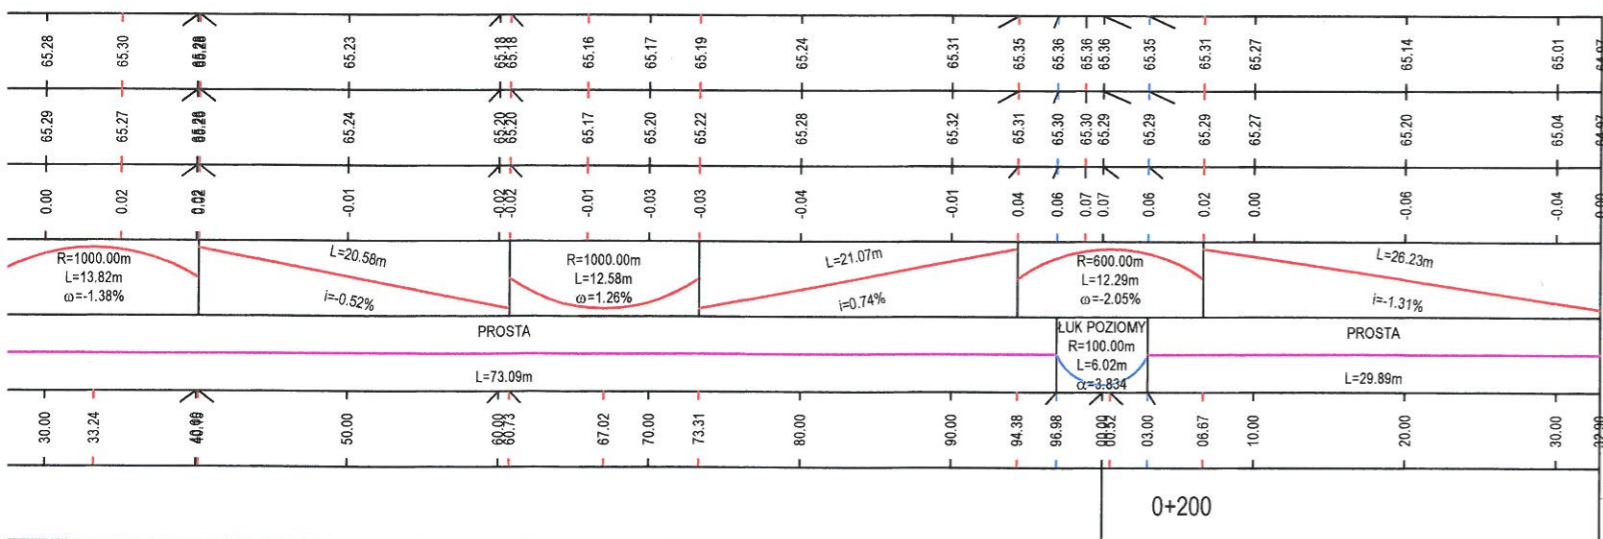 65.28 65.30 65.23 65.18 65.18 65.16 65.17 65.19 65.24 65.31 65.35 65.36 65.36 65.36 65.35 65.31 65.27 65.14 65.01
65.29 65.27 65.24 65.20 65.20 65.17 65.20 65.22 65.28 65.32 65.31 65.30 65.30 65.29 65.29 65.29 65.27 65.20 65.04
0.00 0.02 0.02 -0.01 -0.02 -0.02 -0.01 -0.03 -0.03 -0.04 -0.01 0.04 0.06 0.07 0.07 0.06 0.02 0.00 -0.06 -0.04
R=1000.00m
L=13.82m
ω=-1.38%
L=20.58m
i=-0.52%
R=1000.00m
L=12.58m
ω=1.26%
L=21.07m
i=0.74%
R=600.00m
L=12.29m
ω=-2.05%
L=26.23m
i=-1.31%
PROSTA
L=73.09m
ŁUK POZIOMY
R=100.00m
L=6.02m
α=3.834
PROSTA
L=29.89m
30.00 33.24 50.00 60.00 60.73 67.02 70.00 73.31 80.00 90.00 94.38 96.98 00.00 00.52 03.00 06.67 10.00 20.00 30.00
0+200